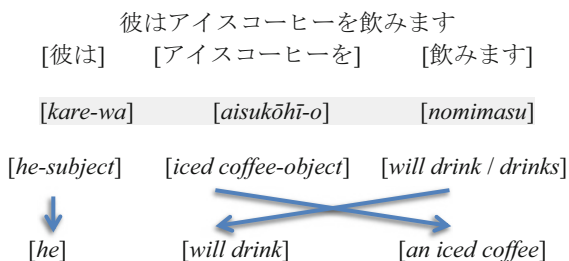 彼はアイスコーヒーを飲みます
[彼は] [アイスコーヒーを] [飲みます]
[kare-wa] [aisukōhī-o] [nomimasu]
[he-subject] [iced coffee-object] [will drink / drinks]
[he] [will drink] [an iced coffee]